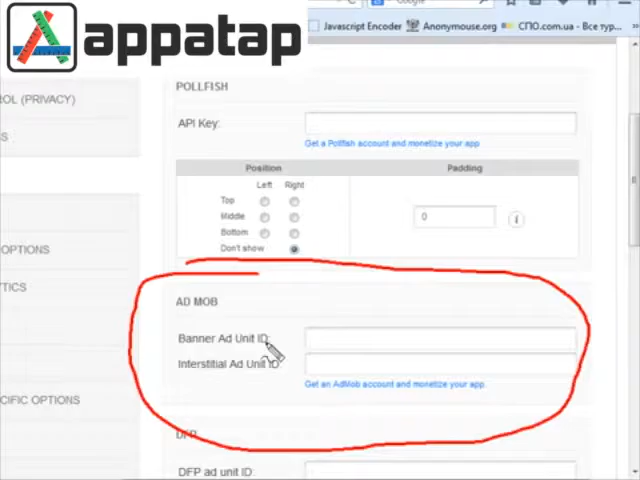 appatap
Google
Javascript Encoder
Anonymouse.org
СПО.com.ua - Все тур...
POLLFISH
ROL (PRIVACY)
API Key:
S
Get a Pollfish account and monetize your app
Position
Padding
Left
Right
Top
Middle
0
i
Bottom
Don't show
OPTIONS
YTICS
AD MOB
Banner Ad Unit ID:
Interstitial Ad Unit ID:
Get an AdMob account and monetize your app.
CIFIC OPTIONS
DFP
DFP ad unit ID: